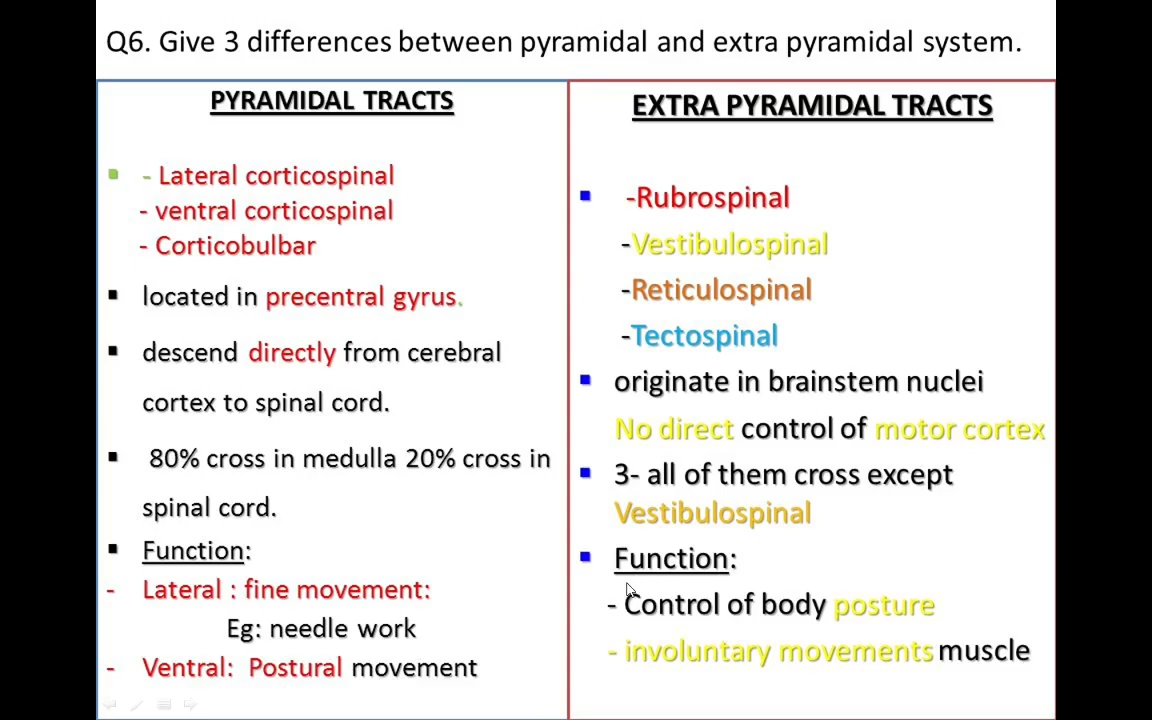 Q6. Give 3 differences between pyramidal and extra pyramidal system.
PYRAMIDAL TRACTS
- Lateral corticospinal
- ventral corticospinal
- Corticobulbar
located in precentral gyrus.
descend directly from cerebral
cortex to spinal cord.
80% cross in medulla 20% cross in
spinal cord.
Function:
- Lateral : fine movement:
Eg: needle work
- Ventral: Postural movement
EXTRA PYRAMIDAL TRACTS
-Rubrospinal
-Vestibulospinal
-Reticulospinal
-Tectospinal
originate in brainstem nuclei
No direct control of motor cortex
3- all of them cross except
Vestibulospinal
Function:
- Control of body posture
- involuntary movements muscle